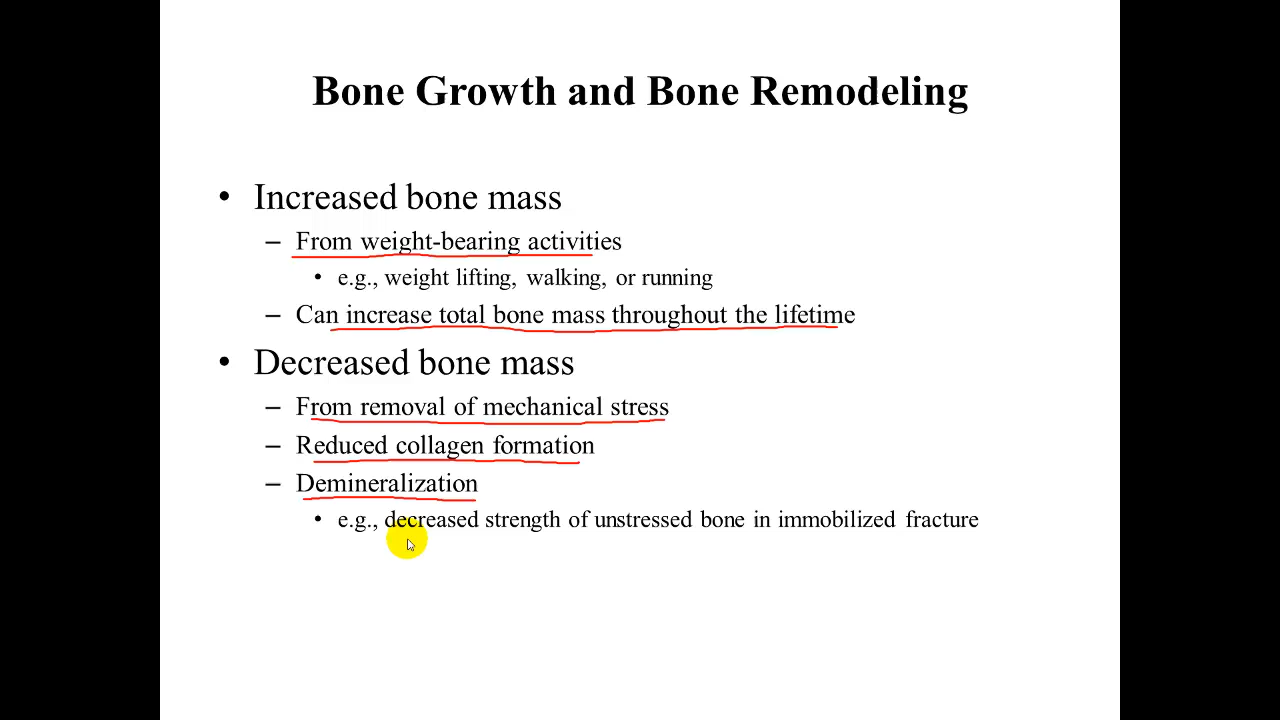 Bone Growth and Bone Remodeling
• Increased bone mass
– From weight-bearing activities
• e.g., weight lifting, walking, or running
– Can increase total bone mass throughout the lifetime
• Decreased bone mass
– From removal of mechanical stress
– Reduced collagen formation
– Demineralization
• e.g., decreased strength of unstressed bone in immobilized fracture